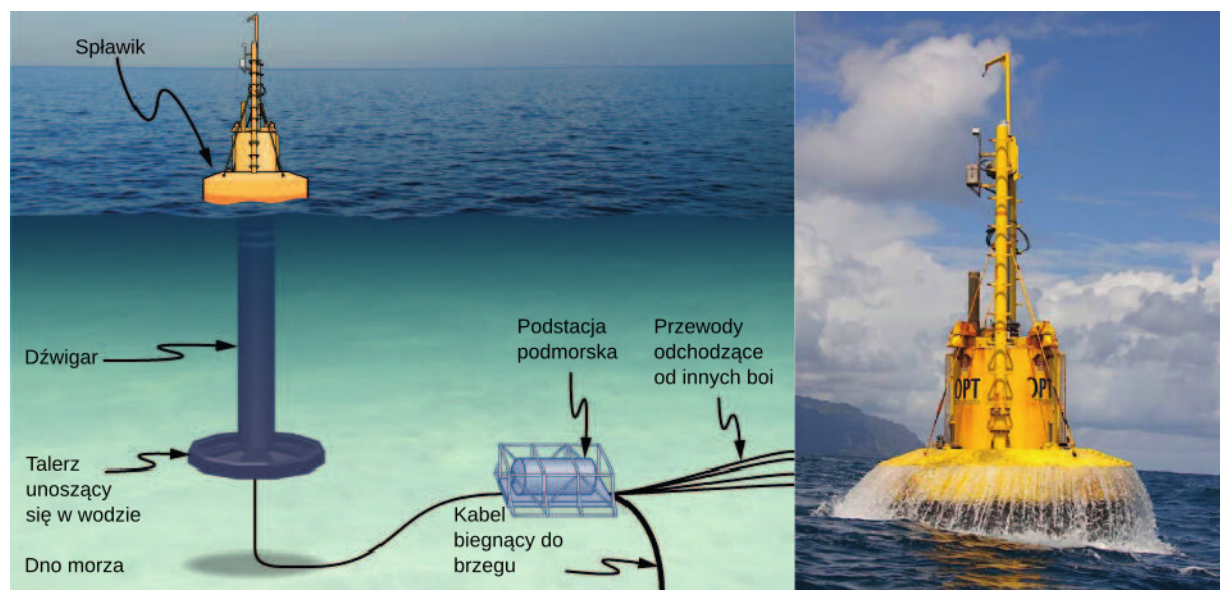 Spławik
Dźwigar
Talerz
unoszący
się w wodzie
Dno morza
Podstacja
podmorska
Przewody
odchodzące
od innych boi
Kabel
biegnący do
brzegu
OPT
OPT